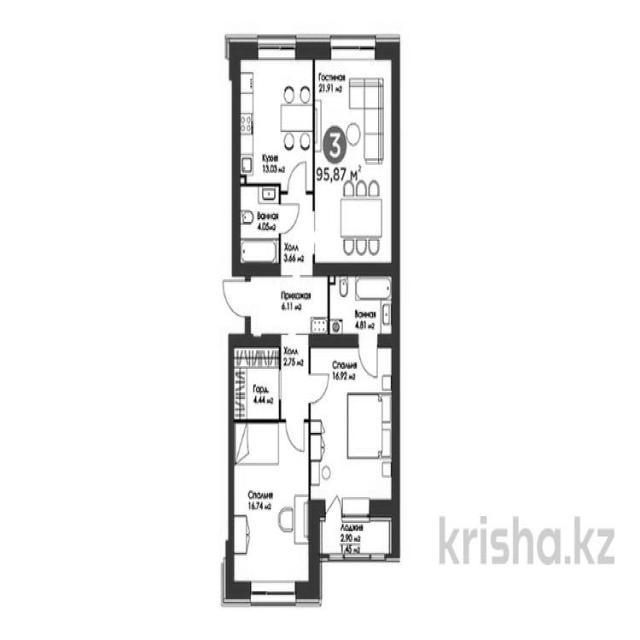 Гостиная
21.91 м2
3
95,87 м2
Кухня
13.03 м2
Ванная
4.05м2
Холл
3.66 м2
Прихожая
6.11 м2
Ванная
4.81 м2
Холл
2.75 м2
Спальня
16.92 м2
Гард.
4.44 м2
Спальня
16.74 м2
Лоджия
2.90 м2
1.45 м2
krisha.kz